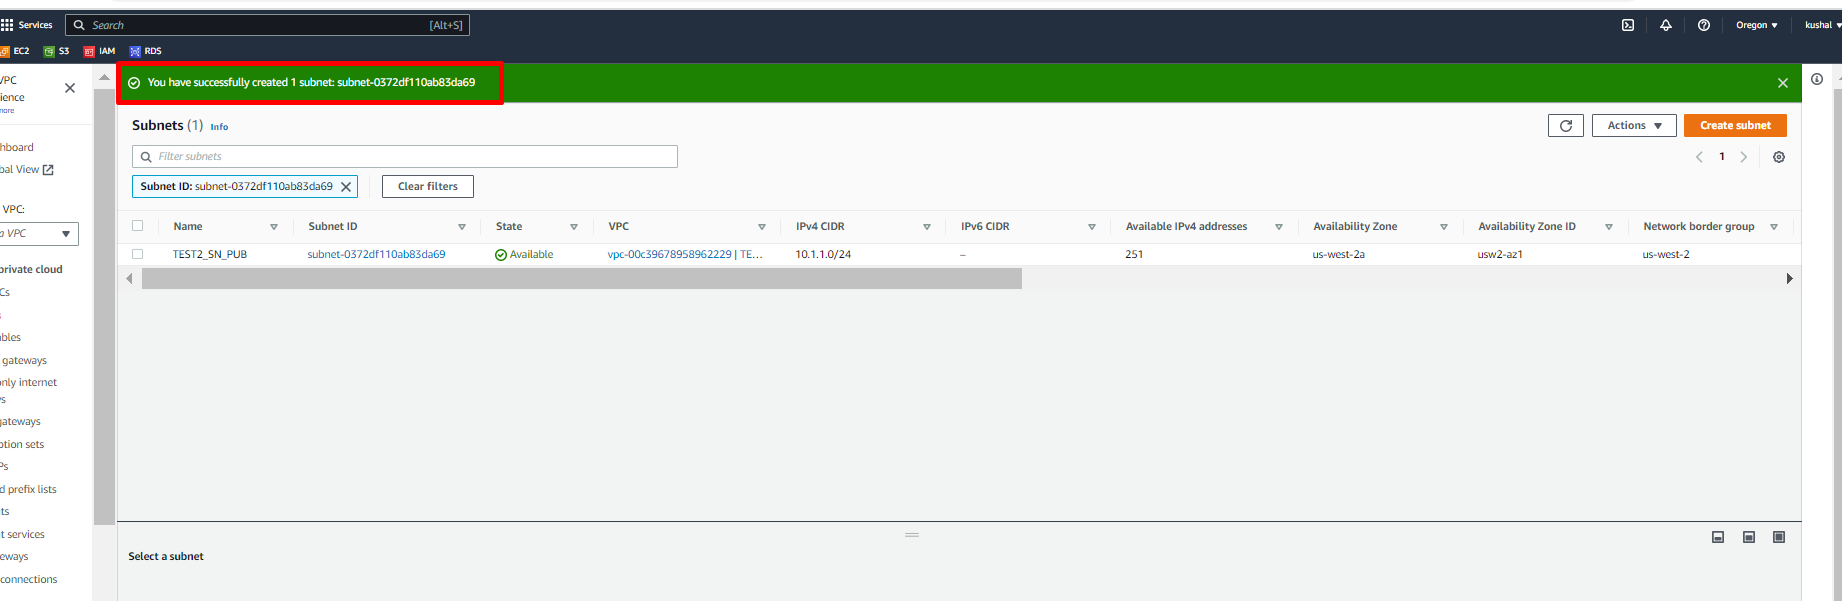 Services Search [Alt+S] Oregon ▼ kushal ▼
EC2 S3 IAM RDS
VPC
ience
more
hboard
bal View
VPC:
a VPC ▼
private cloud
Cs
s
ables
gateways
only internet
ys
gateways
ption sets
Ps
d prefix lists
ts
t services
eways
connections
You have successfully created 1 subnet: subnet-0372df110ab83da69
Subnets (1) Info
Actions ▼ Create subnet
Filter subnets
1
Subnet ID: subnet-0372df110ab83da69 Clear filters
Name Subnet ID State VPC IPv4 CIDR IPv6 CIDR Available IPv4 addresses Availability Zone Availability Zone ID Network border group
TEST2_SN_PUB subnet-0372df110ab83da69 Available vpc-00c39678958962229 | TE... 10.1.1.0/24 – 251 us-west-2a usw2-az1 us-west-2
Select a subnet